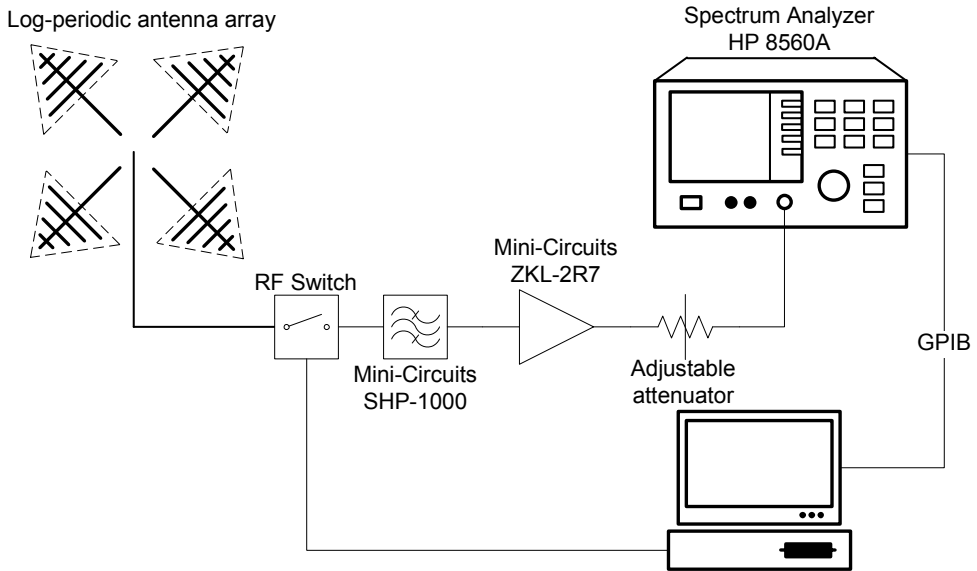 Log-periodic antenna array
Spectrum Analyzer
HP 8560A
Mini-Circuits
ZKL-2R7
RF Switch
Mini-Circuits
SHP-1000
Adjustable
attenuator
GPIB